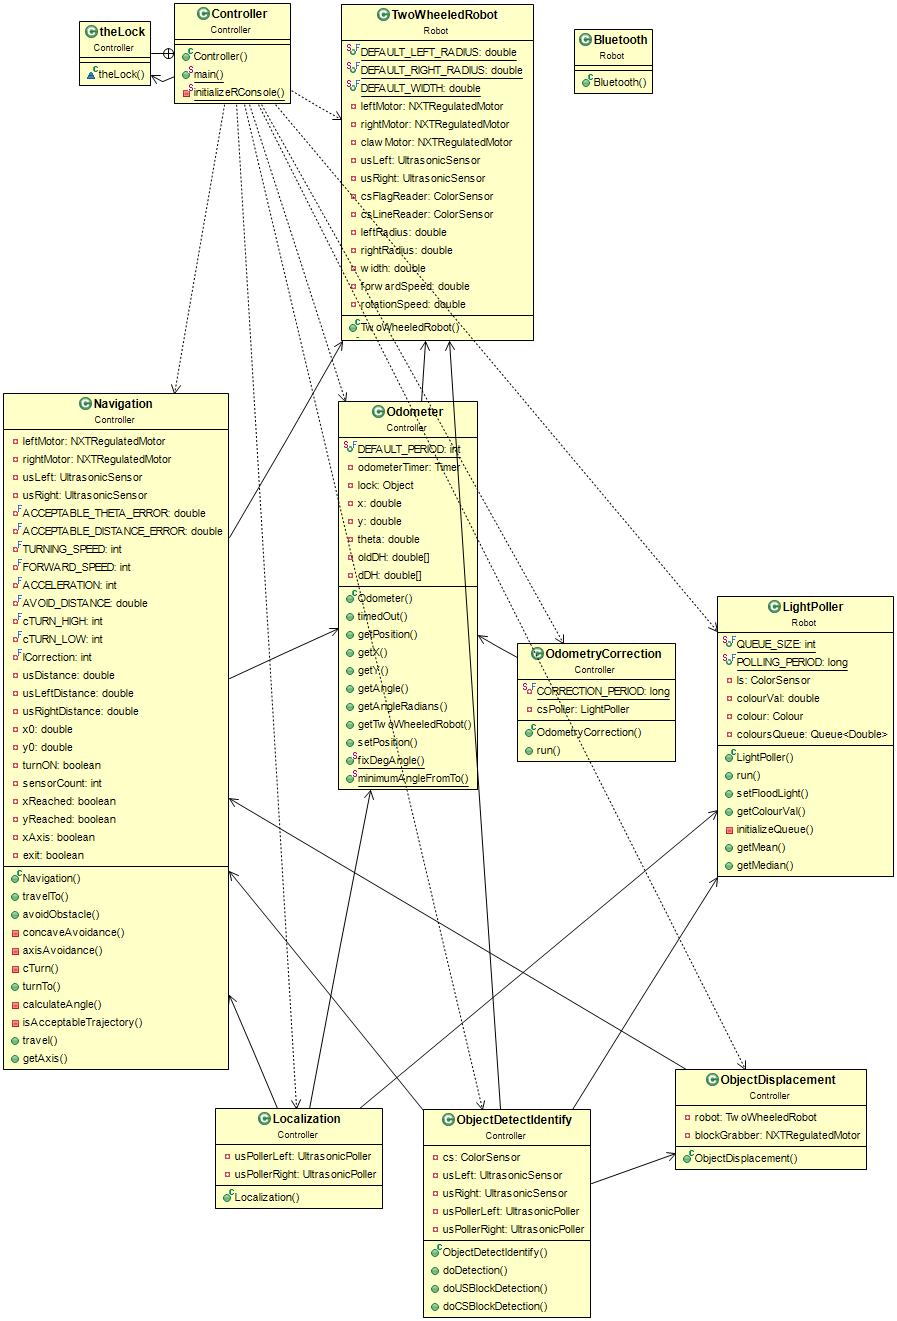 theLock
Controller
theLock()
Controller
Controller
Controller()
main()
initializeRConsole()
TwoWheeledRobot
Robot
DEFAULT_LEFT_RADIUS: double
DEFAULT_RIGHT_RADIUS: double
DEFAULT_WIDTH: double
leftMotor: NXTRegulatedMotor
rightMotor: NXTRegulatedMotor
clawMotor: NXTRegulatedMotor
usLeft: UltrasonicSensor
usRight: UltrasonicSensor
csFlagReader: ColorSensor
csLineReader: ColorSensor
leftRadius: double
rightRadius: double
width: double
forwardSpeed: double
rotationSpeed: double
TwoWheeledRobot()
Bluetooth
Robot
Bluetooth()
Navigation
Controller
leftMotor: NXTRegulatedMotor
rightMotor: NXTRegulatedMotor
usLeft: UltrasonicSensor
usRight: UltrasonicSensor
ACCEPTABLE_THETA_ERROR: double
ACCEPTABLE_DISTANCE_ERROR: double
TURNING_SPEED: int
FORWARD_SPEED: int
ACCELERATION: int
AVOID_DISTANCE: double
cTURN_HIGH: int
cTURN_LOW: int
lCorrection: int
usDistance: double
usLeftDistance: double
usRightDistance: double
x0: double
y0: double
turnON: boolean
sensorCount: int
xReached: boolean
yReached: boolean
xAxis: boolean
exit: boolean
Navigation()
travelTo()
avoidObstacle()
concaveAvoidance()
axisAvoidance()
cTurn()
turnTo()
calculateAngle()
isAcceptableTrajectory()
travel()
getAxis()
Odometer
Controller
DEFAULT_PERIOD: int
odometerTimer: Timer
lock: Object
x: double
y: double
theta: double
oldDH: double[]
dDH: double[]
Odometer()
timedOut()
getPosition()
getX()
getY()
getAngle()
getAngleRadians()
getTwoWheeledRobot()
setPosition()
fixDegAngle()
minimumAngleFromTo()
OdometryCorrection
Controller
CORRECTION_PERIOD: long
csPoller: LightPoller
OdometryCorrection()
run()
LightPoller
Robot
QUEUE_SIZE: int
POLLING_PERIOD: long
ls: ColorSensor
colourVal: double
colour: Colour
coloursQueue: Queue<Double>
LightPoller()
run()
setFloodLight()
getColourVal()
initializeQueue()
getMean()
getMedian()
Localization
Controller
usPollerLeft: UltrasonicPoller
usPollerRight: UltrasonicPoller
Localization()
ObjectDetectIdentify
Controller
cs: ColorSensor
usLeft: UltrasonicSensor
usRight: UltrasonicSensor
usPollerLeft: UltrasonicPoller
usPollerRight: UltrasonicPoller
ObjectDetectIdentify()
doDetection()
doUSBlockDetection()
doCSBlockDetection()
ObjectDisplacement
Controller
robot: TwoWheeledRobot
blockGrabber: NXTRegulatedMotor
ObjectDisplacement()